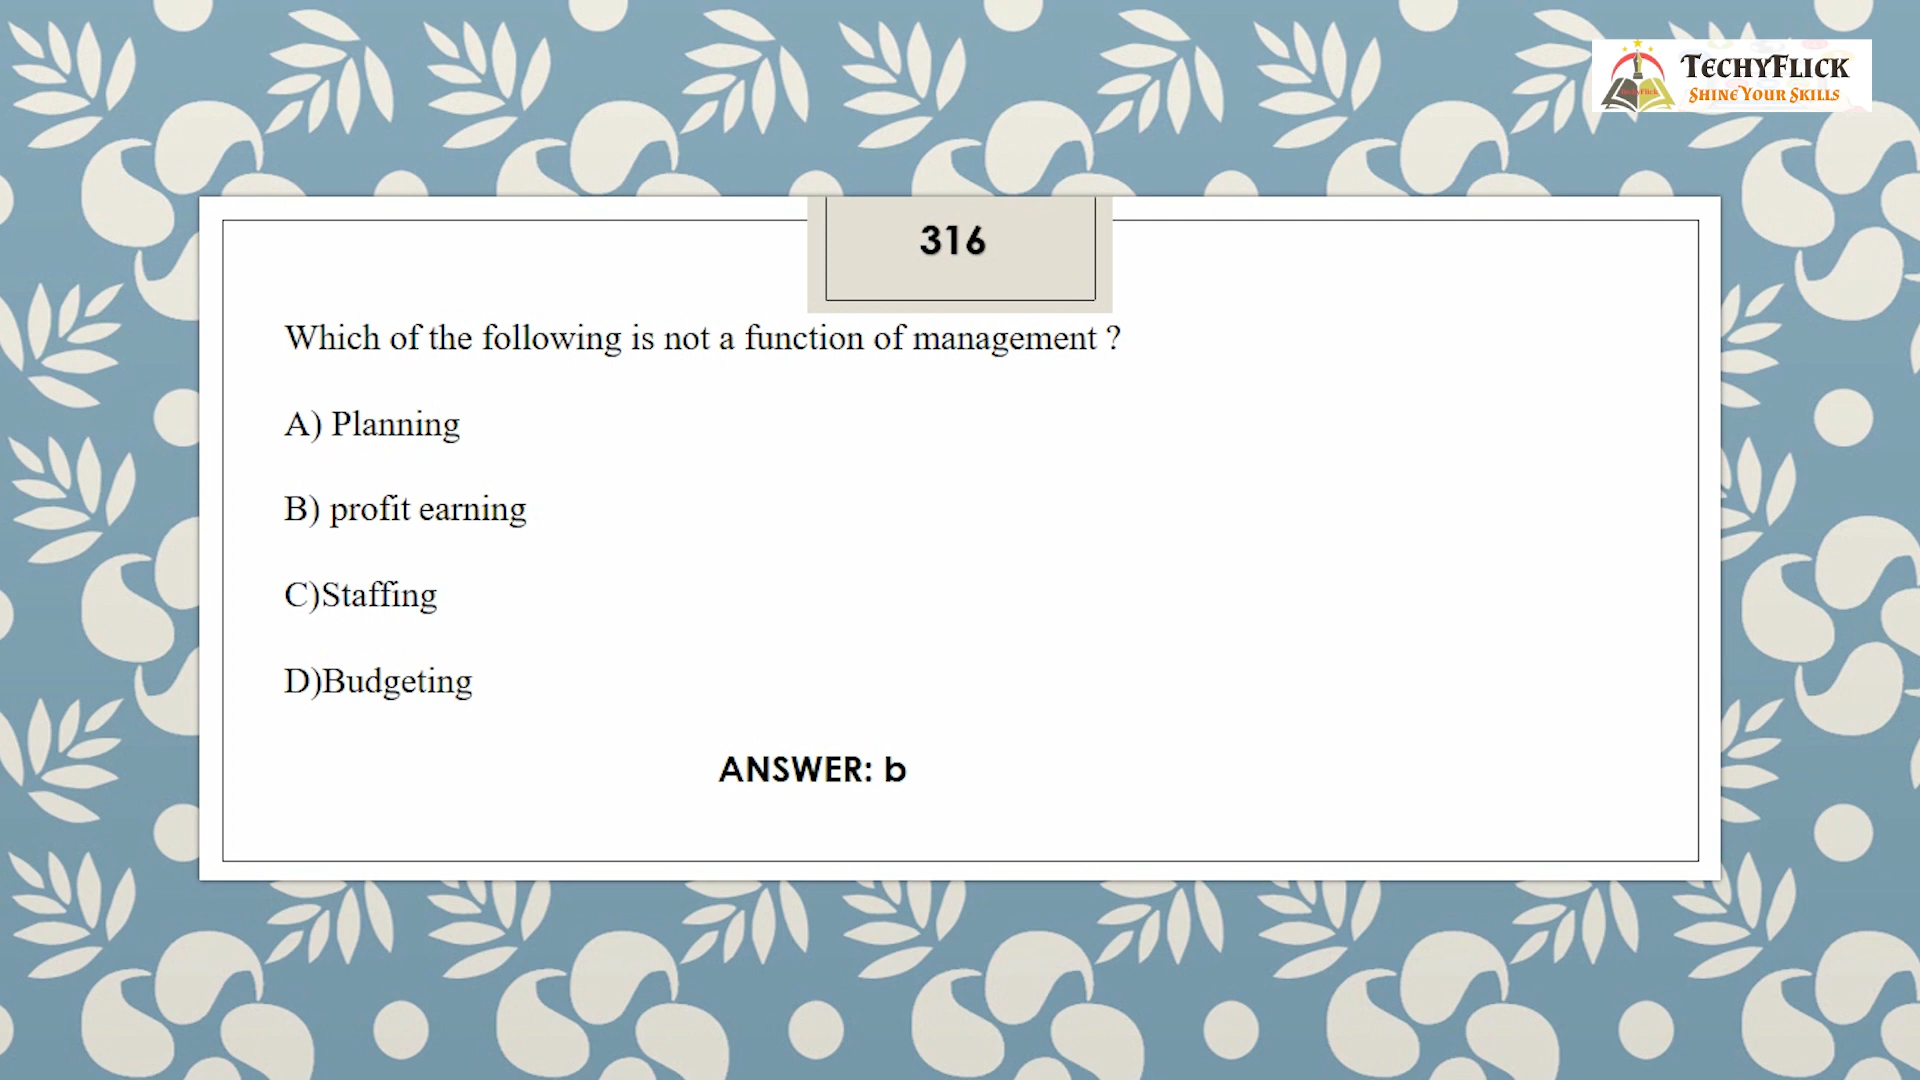 TECHYFLICK
SHINE YOUR SKILLS
316
Which of the following is not a function of management ?
A) Planning
B) profit earning
C)Staffing
D)Budgeting
ANSWER: b